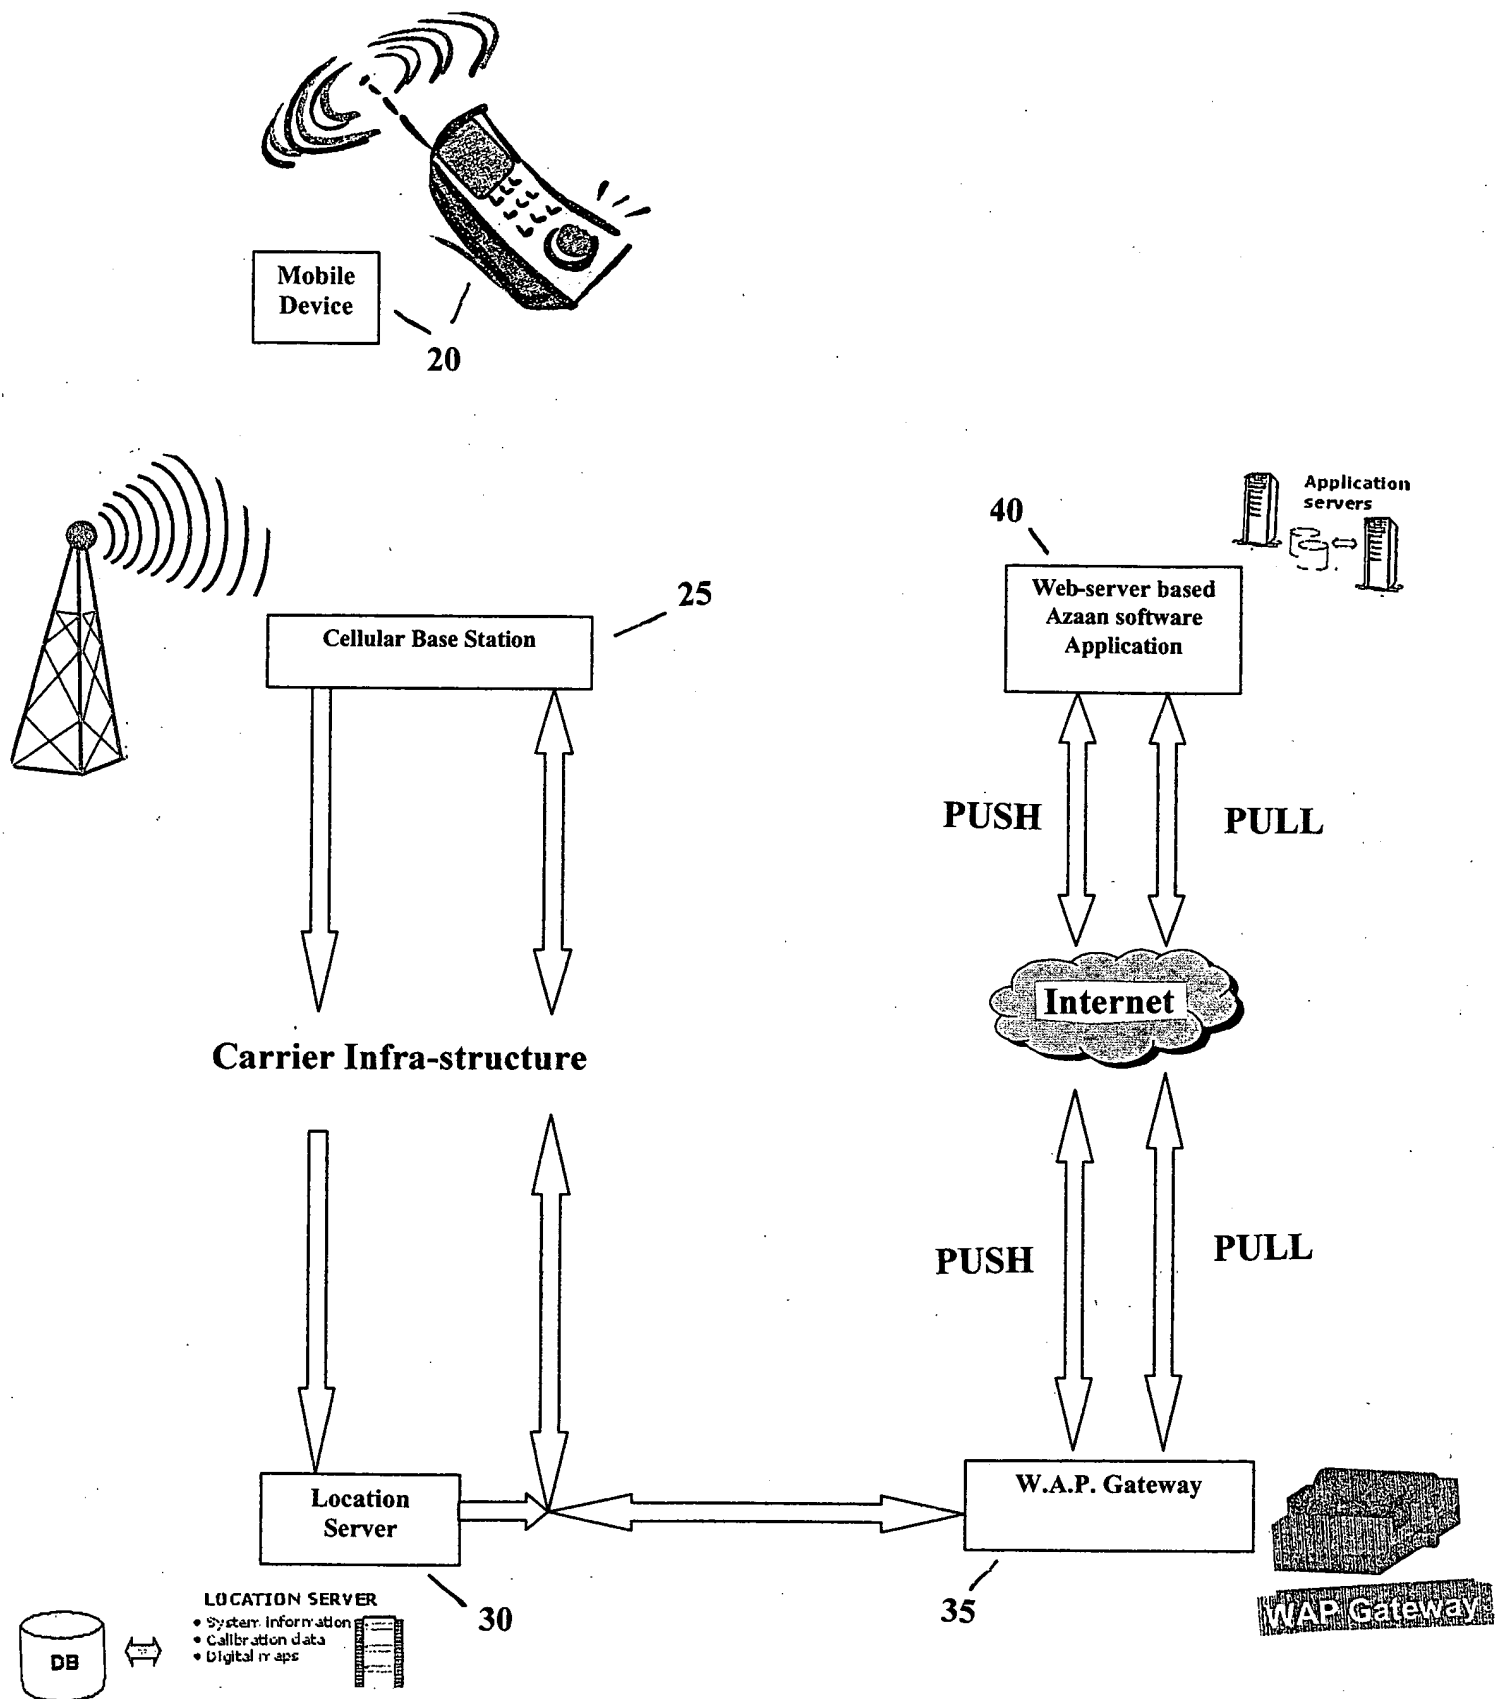 Mobile
Device
20
Application
servers
40
Web-server based
Azaan software
Application
25
Cellular Base Station
PUSH
PULL
Internet
Carrier Infra-structure
PUSH
PULL
Location
Server
W.A.P. Gateway
30
35
LOCATION SERVER
• System information
• Calibration data
• Digital maps
DB
WAP Gateway